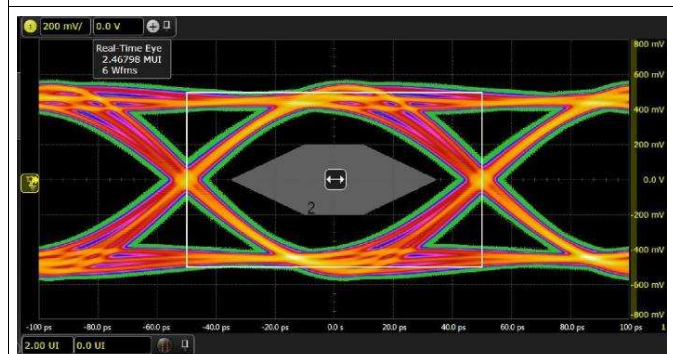 1 200 mV/ 0.0 V
Real-Time Eye
2.46798 MUI
6 Wfms
800 mV
600 mV
400 mV
200 mV
0.0 V
-200 mV
-400 mV
-600 mV
-800 mV
2
-100 ps -80.0 ps -60.0 ps -40.0 ps -20.0 ps 0.0 s 20.0 ps 40.0 ps 60.0 ps 80.0 ps 100 ps 1
2.00 UI 0.0 UI